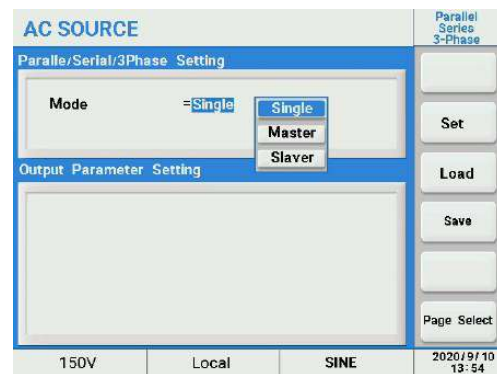 AC SOURCE
Parallel
Series
3-Phase
Paralle/Serial/3Phase Setting
Mode =Single
Single
Master
Slaver
Output Parameter Setting
Set
Load
Save
Page Select
150V Local SINE
2020/9/10
13:54